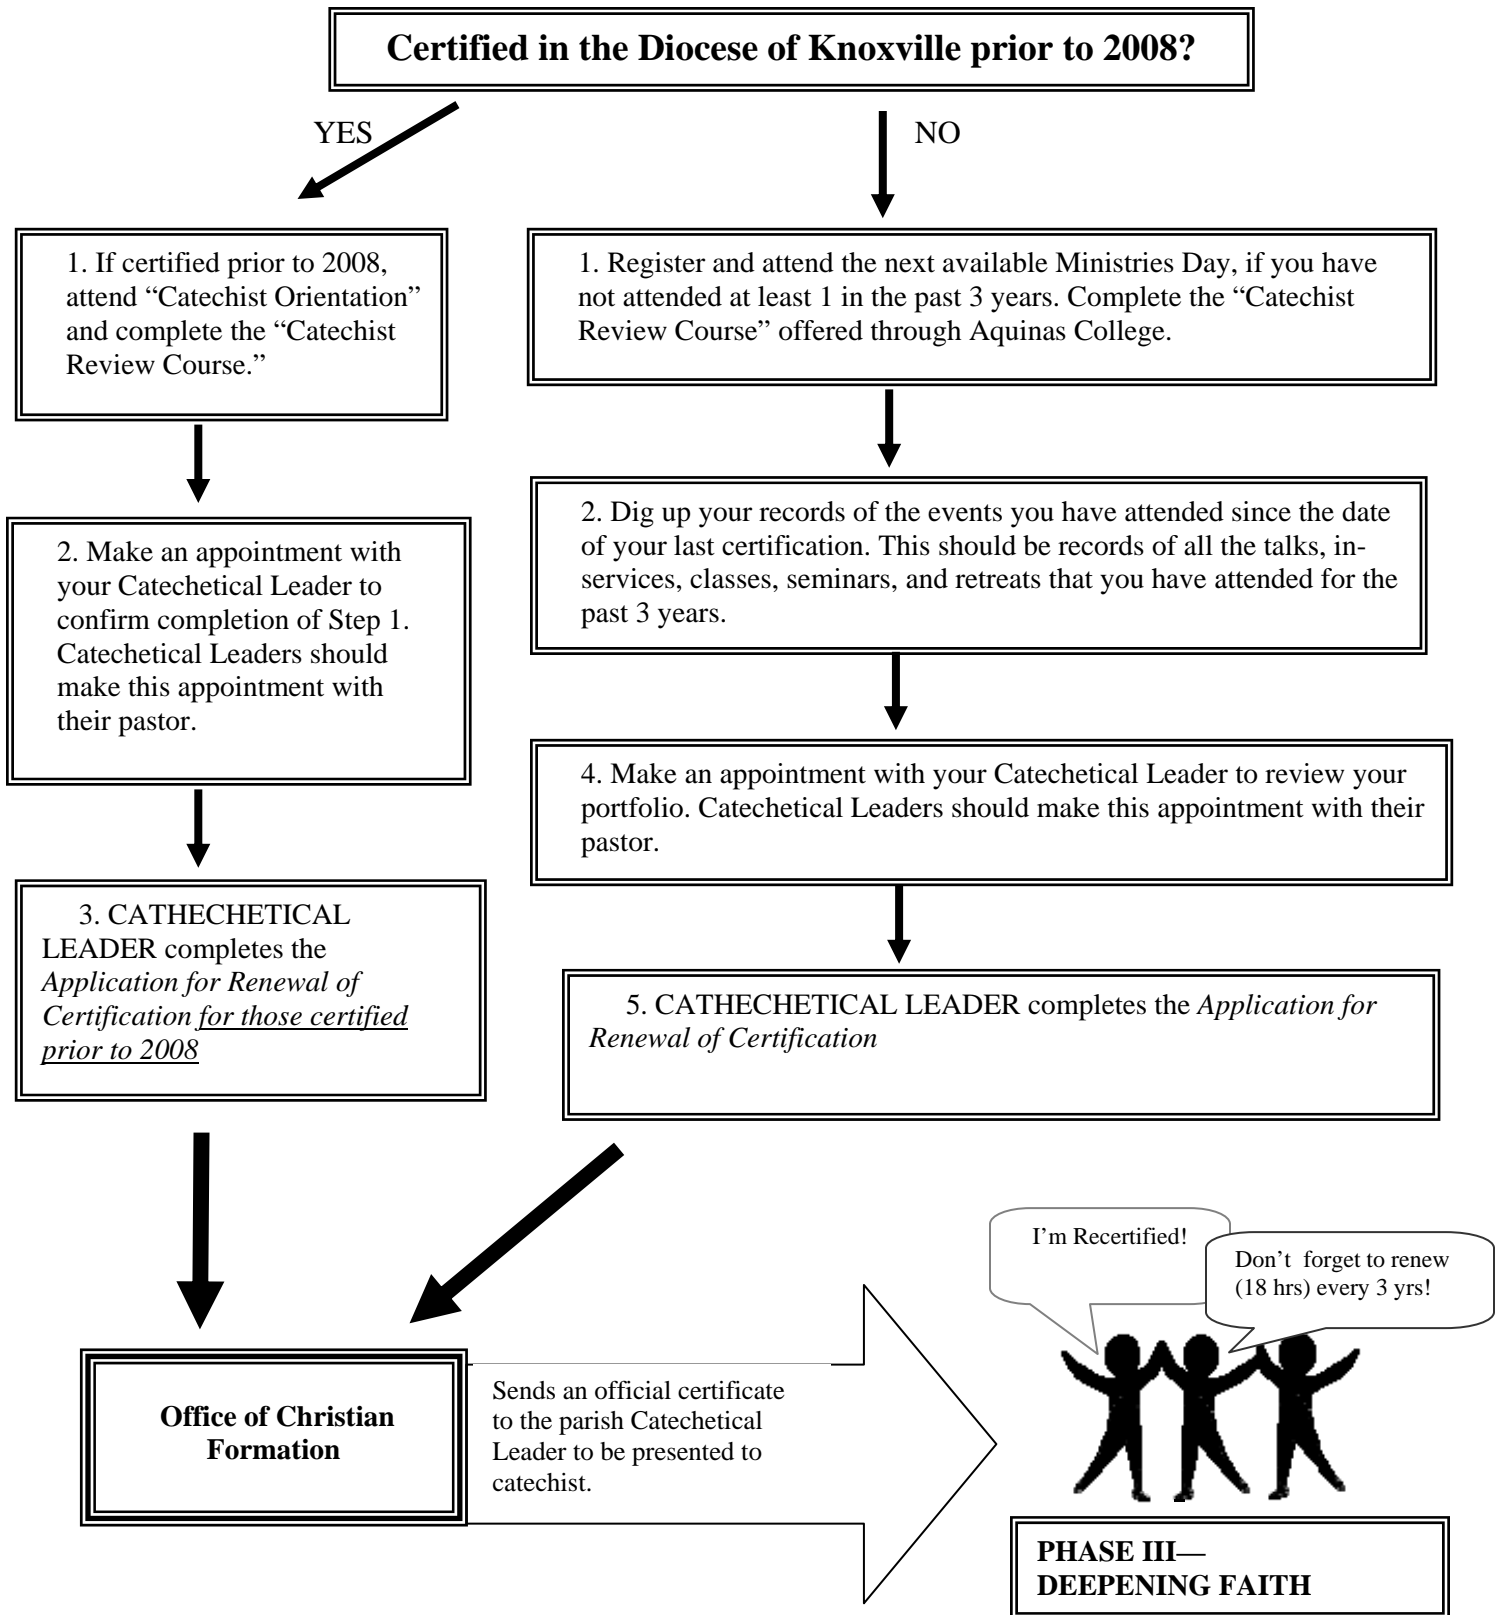 Certified in the Diocese of Knoxville prior to 2008?
YES
NO
1. If certified prior to 2008,
attend “Catechist Orientation”
and complete the “Catechist
Review Course.”
2. Make an appointment with
your Catechetical Leader to
confirm completion of Step 1.
Catechetical Leaders should
make this appointment with
their pastor.
3. CATHECHETICAL
LEADER completes the
Application for Renewal of
Certification for those certified
prior to 2008
1. Register and attend the next available Ministries Day, if you have
not attended at least 1 in the past 3 years. Complete the “Catechist
Review Course” offered through Aquinas College.
2. Dig up your records of the events you have attended since the date
of your last certification. This should be records of all the talks, in-
services, classes, seminars, and retreats that you have attended for the
past 3 years.
4. Make an appointment with your Catechetical Leader to review your
portfolio. Catechetical Leaders should make this appointment with their
pastor.
5. CATHECHETICAL LEADER completes the Application for
Renewal of Certification
Office of Christian
Formation
Sends an official certificate
to the parish Catechetical
Leader to be presented to
catechist.
I’m Recertified!
Don’t forget to renew
(18 hrs) every 3 yrs!
PHASE III—
DEEPENING FAITH